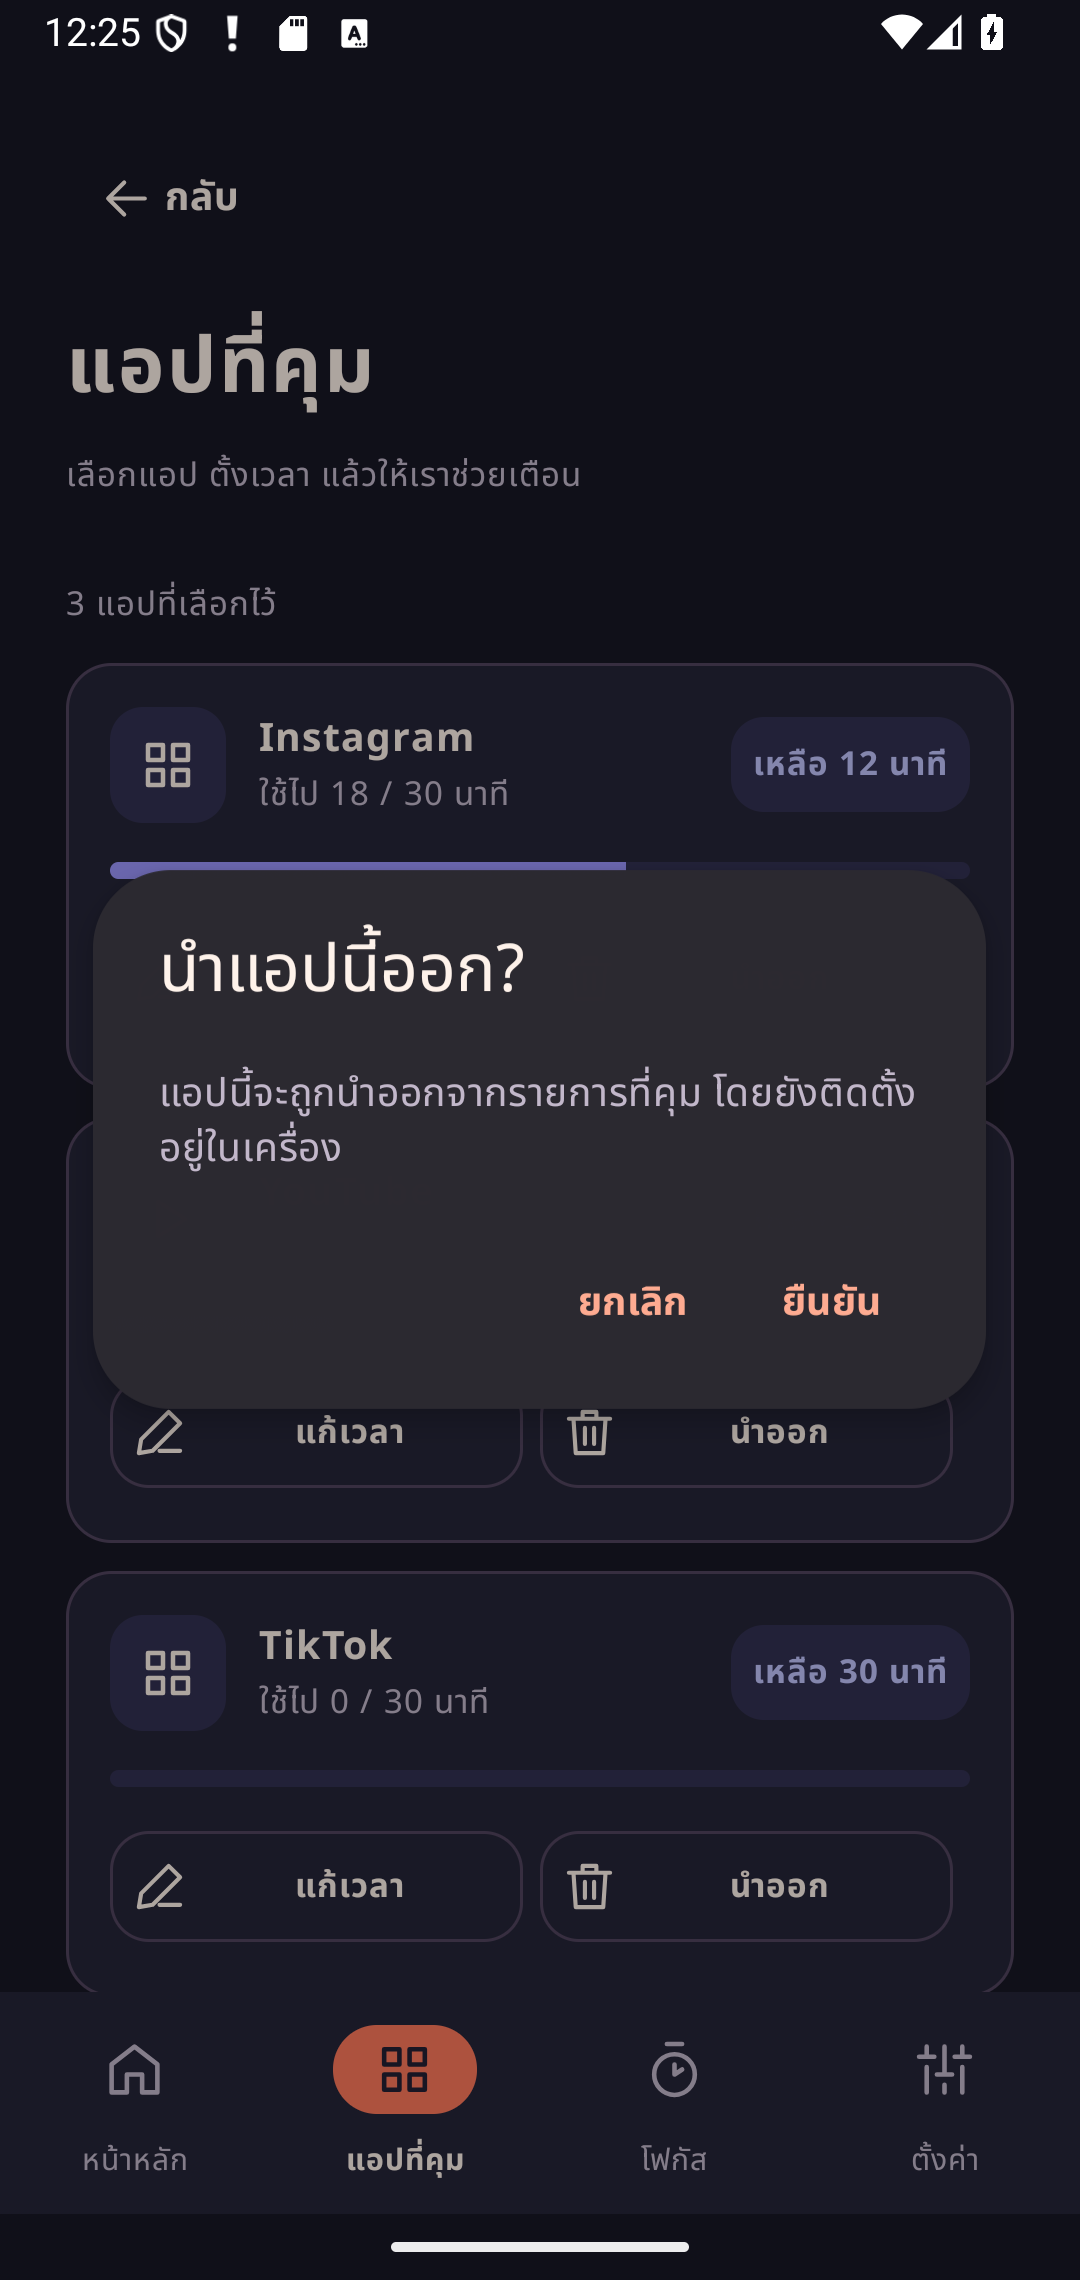 12:25
กลับ
แอปที่คุม
เลือกแอป ตั้งเวลา แล้วให้เราช่วยเตือน
3 แอปที่เลือกไว้
Instagram
ใช้ไป 18 / 30 นาที
เหลือ 12 นาที
นำแอปนี้ออก?
แอปนี้จะถูกนำออกจากรายการที่คุม โดยยังติดตั้ง
อยู่ในเครื่อง
ยกเลิก
ยืนยัน
แก้เวลา
นำออก
TikTok
ใช้ไป 0 / 30 นาที
เหลือ 30 นาที
แก้เวลา
นำออก
หน้าหลัก
แอปที่คุม
โฟกัส
ตั้งค่า